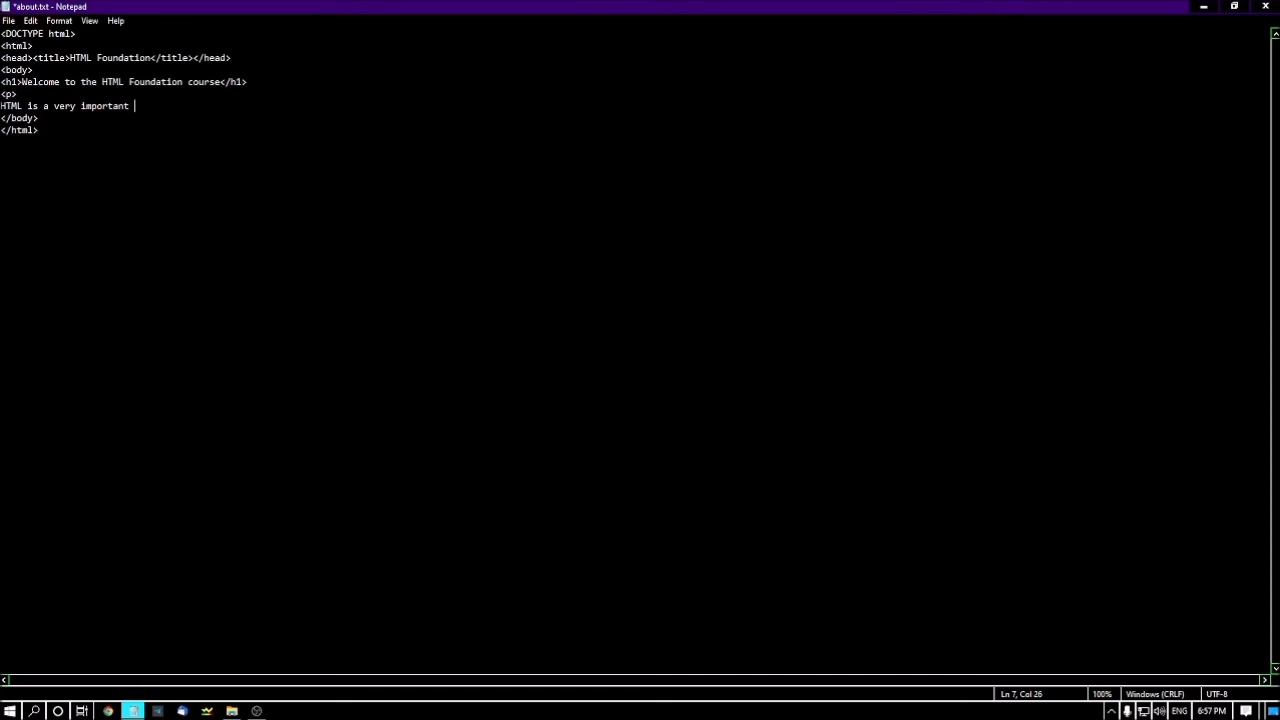 *about.txt - Notepad
File Edit Format View Help
<DOCTYPE html>
<html>
<head><title>HTML Foundation</title></head>
<body>
<h1>Welcome to the HTML Foundation course</h1>
<p>
HTML is a very important
</body>
</html>
Ln 7, Col 26 100% Windows (CRLF) UTF-8
ENG 6:57 PM